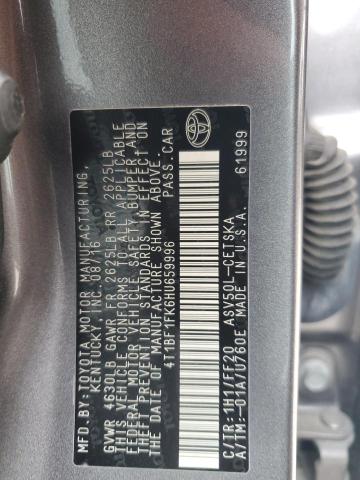 MFD. BY: TOYOTA MOTOR MANUFACTURING,
KENTUCKY, INC. 08/16
GVWR 4630LB GAWR FR 2625LB RR 2625LB
THIS VEHICLE CONFORMS TO ALL APPLICABLE
FEDERAL MOTOR VEHICLE SAFETY, BUMPER AND
THEFT PREVENTION STANDARDS IN EFFECT ON
THE DATE OF MANUFACTURE SHOWN ABOVE.
4T1BF1FK6HU659996 PASS. CAR
C/TR: 1H1/FF20 ASV50L-CETSKA
A/TM: -01A/U760E MADE IN U.S.A.
61999